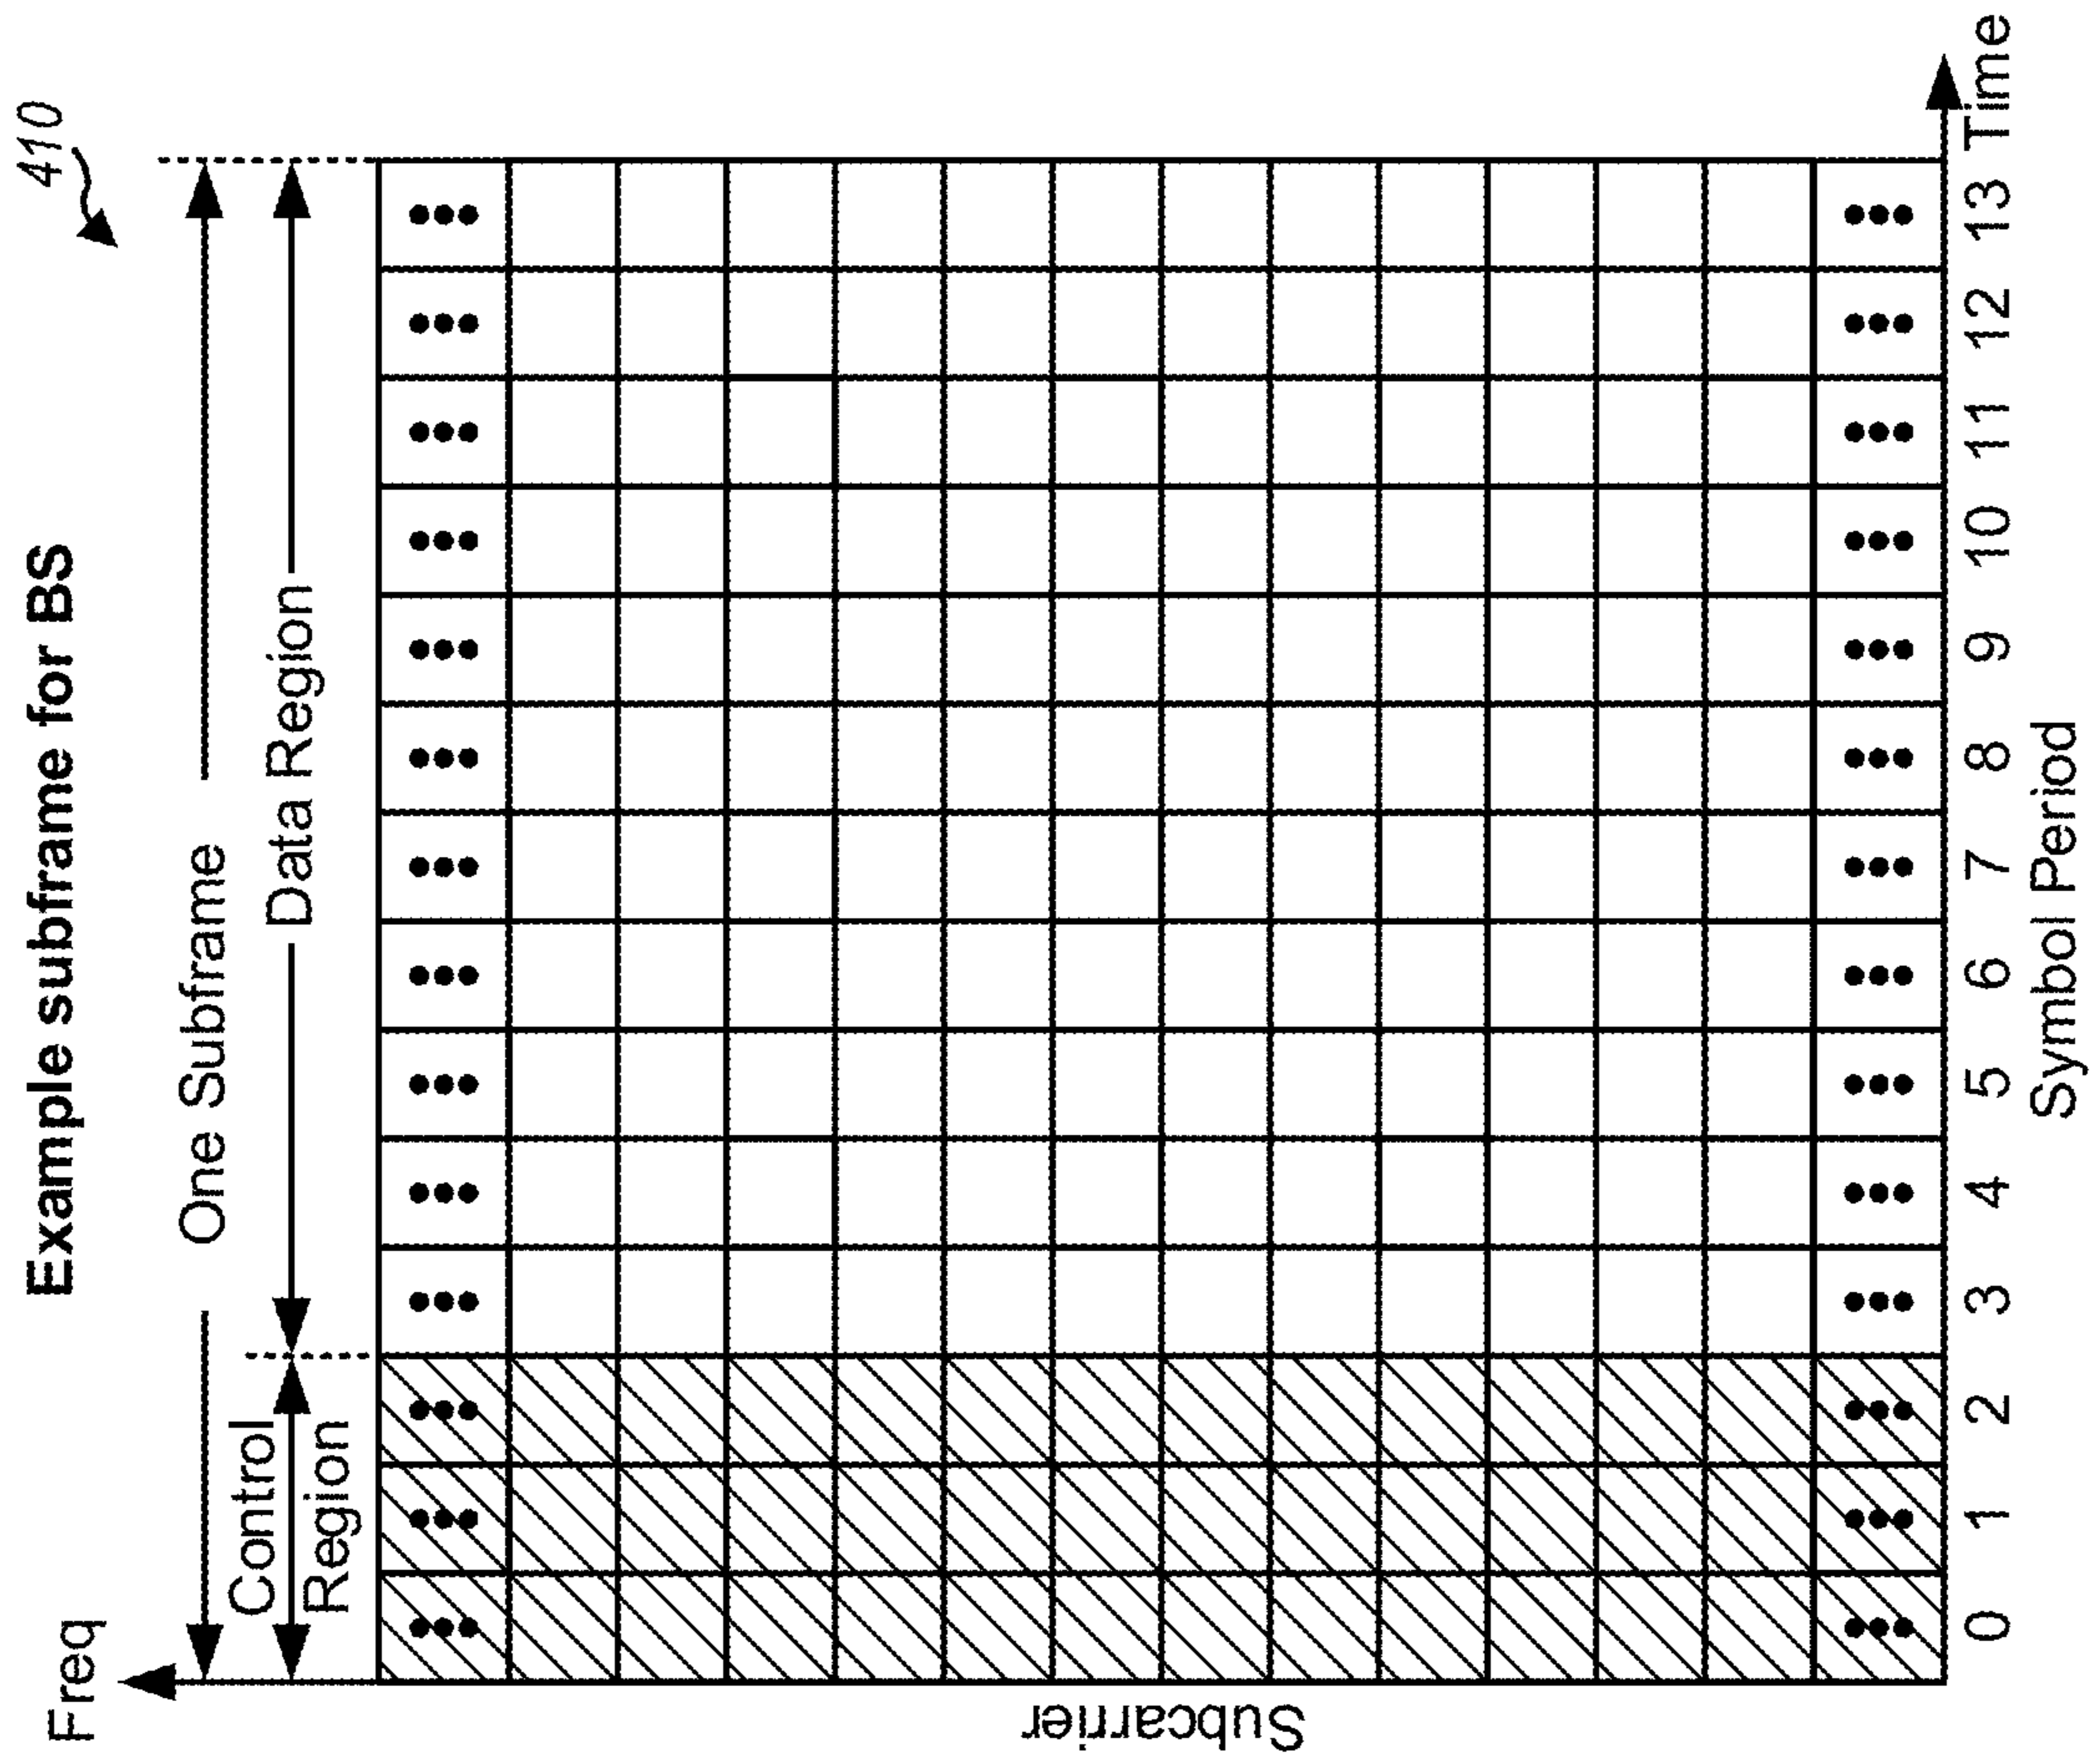 Example subframe for BS
410
Freq
One Subframe
Control
Region
Data Region
Subcarrier
0 1 2 3 4 5 6 7 8 9 10 11 12 13 Time
Symbol Period